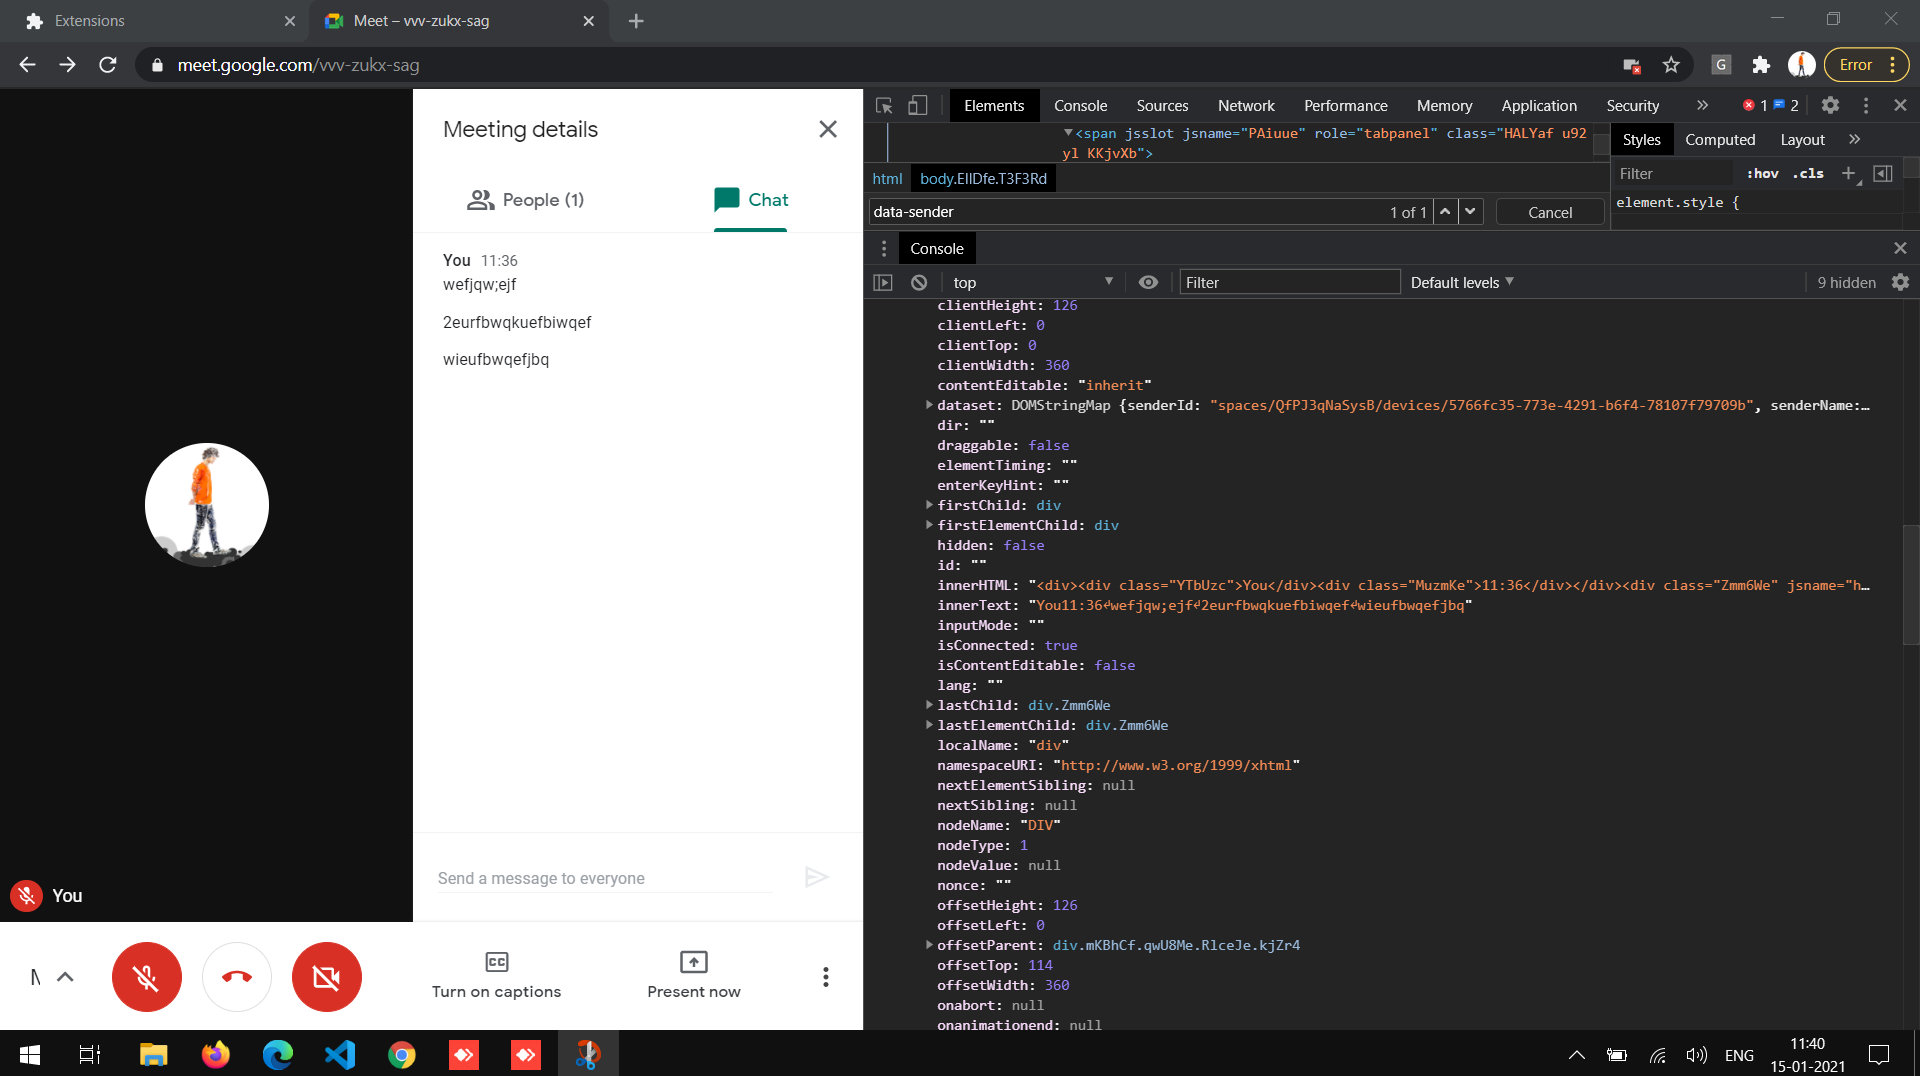 Extensions
Meet – vvv-zukx-sag
meet.google.com/vvv-zukx-sag
G
Error
Meeting details
People (1)
Chat
You 11:36
wefjqw;ejf
2eurfbwqkuefbiwqef
wieufbwqefjbq
Send a message to everyone
You
Turn on captions
Present now
Elements Console Sources Network Performance Memory Application Security 1 2
<span jsslot jsname="PAiuue" role="tabpanel" class="HALYaf u92
yl KKjvXb">
html body.EIlDfe.T3F3Rd
data-sender 1 of 1 Cancel
Styles Computed Layout
Filter :hov .cls
element.style {
Console
top Filter Default levels 9 hidden
clientHeight: 126
clientLeft: 0
clientTop: 0
clientWidth: 360
contentEditable: "inherit"
dataset: DOMStringMap {senderId: "spaces/QfPJ3qNaSysB/devices/5766fc35-773e-4291-b6f4-78107f79709b", senderName:…
dir: ""
draggable: false
elementTiming: ""
enterKeyHint: ""
firstChild: div
firstElementChild: div
hidden: false
id: ""
innerHTML: "<div><div class="YTbUzc">You</div><div class="MuzmKe">11:36</div></div><div class="Zmm6We" jsname="h…
innerText: "You11:36↵wefjqw;ejf↵2eurfbwqkuefbiwqef↵wieufbwqefjbq"
inputMode: ""
isConnected: true
isContentEditable: false
lang: ""
lastChild: div.Zmm6We
lastElementChild: div.Zmm6We
localName: "div"
namespaceURI: "http://www.w3.org/1999/xhtml"
nextElementSibling: null
nextSibling: null
nodeName: "DIV"
nodeType: 1
nodeValue: null
nonce: ""
offsetHeight: 126
offsetLeft: 0
offsetParent: div.mKBhCf.qwU8Me.RlceJe.kjZr4
offsetTop: 114
offsetWidth: 360
onabort: null
onanimationend: null
ENG
11:40
15-01-2021